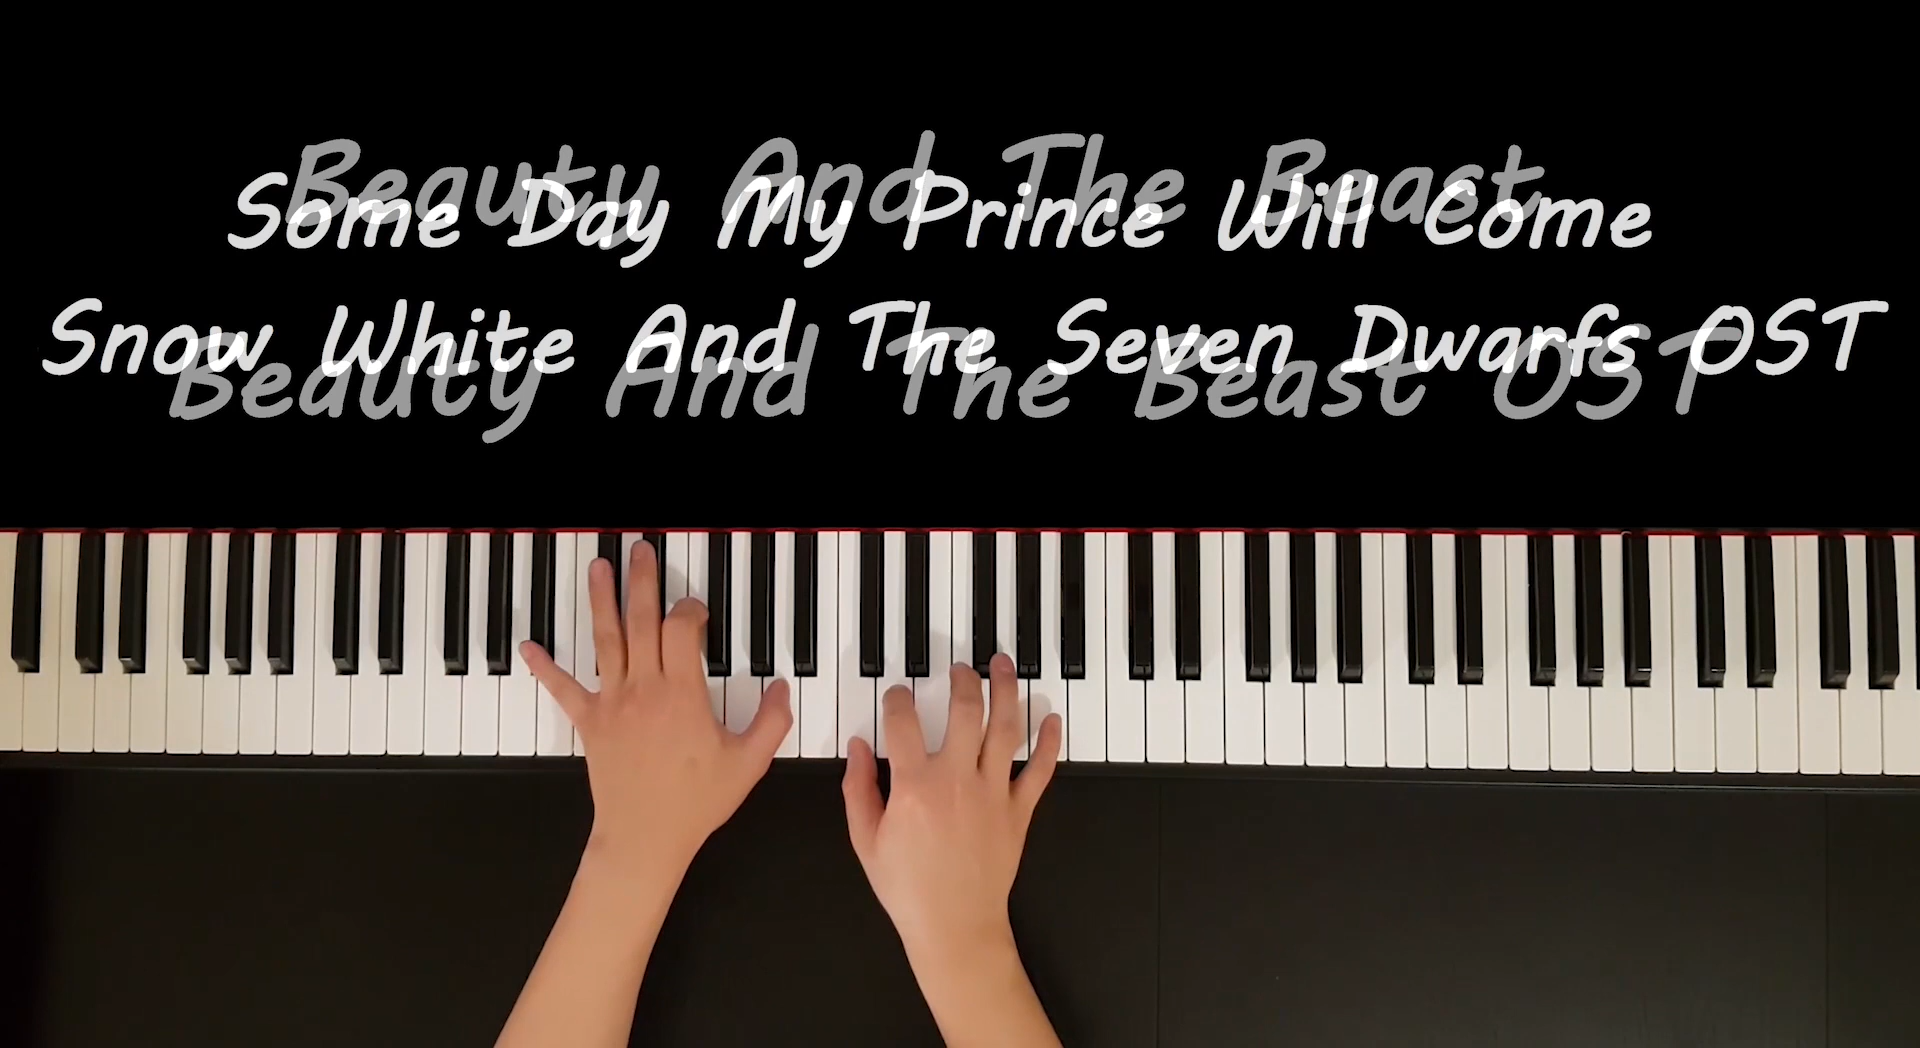 Beauty And The Beast
Some Day My Prince Will Come
Snow White And The Seven Dwarfs OST
Beauty And The Beast OST